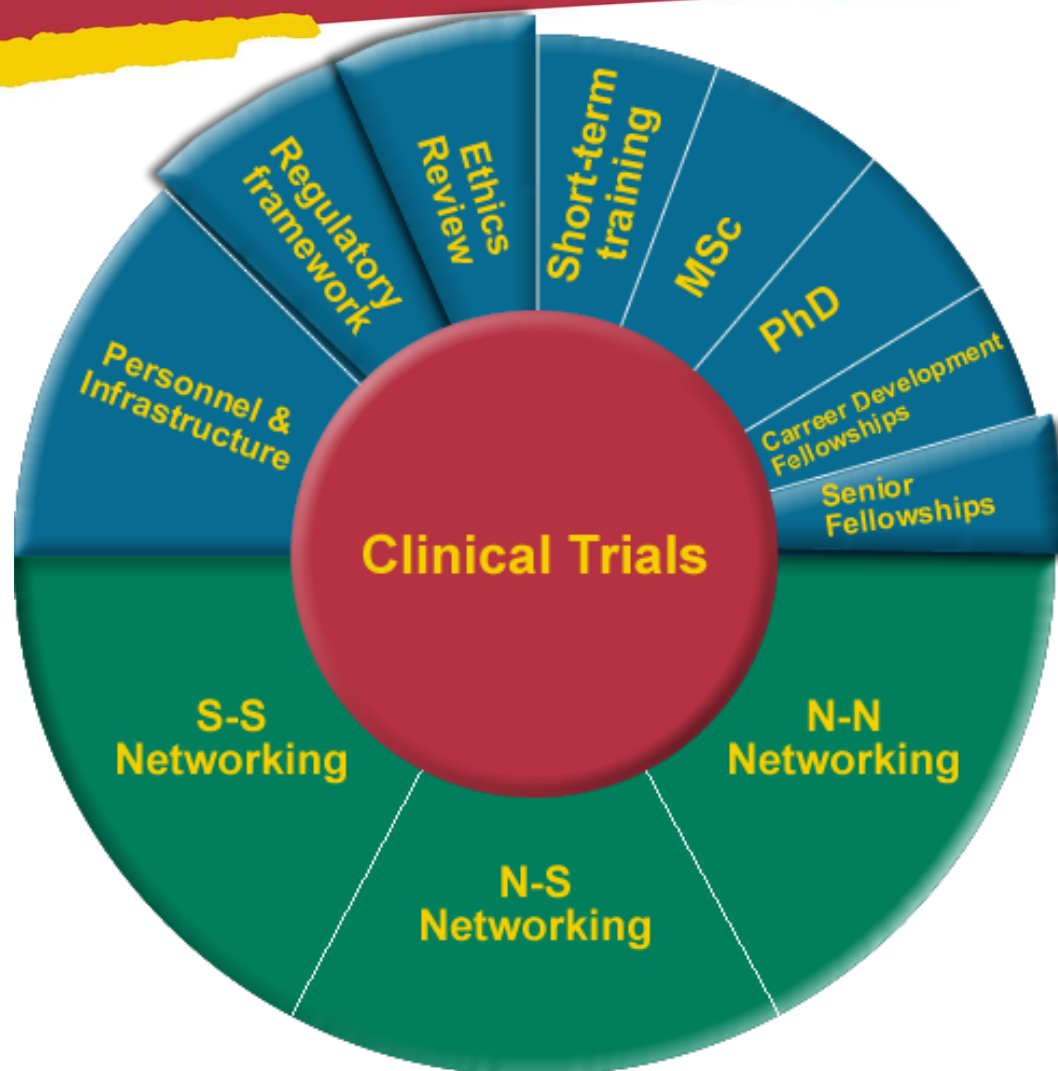 Personnel &
Infrastructure
Regulatory
framework
Ethics
Review
Short-term
training
MSc
PhD
Carreer Development
Fellowships
Senior
Fellowships
Clinical Trials
S-S
Networking
N-S
Networking
N-N
Networking